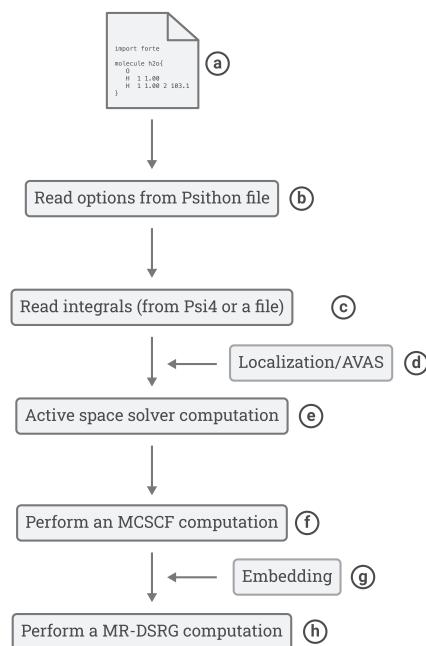 import forte
molecule h2o{
O
H 1 1.00
H 1 1.00 2 103.1
}
a
Read options from Psithon file b
Read integrals (from Psi4 or a file) c
Localization/AVAS d
Active space solver computation e
Perform an MCSCF computation f
Embedding g
Perform a MR-DSRG computation h